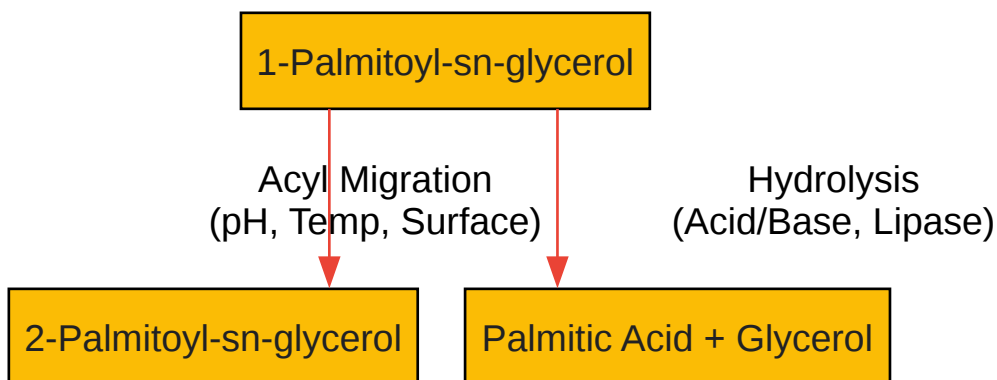 1-Palmitoyl-sn-glycerol
Acyl Migration
(pH, Temp, Surface)
Hydrolysis
(Acid/Base, Lipase)
2-Palmitoyl-sn-glycerol
Palmitic Acid + Glycerol